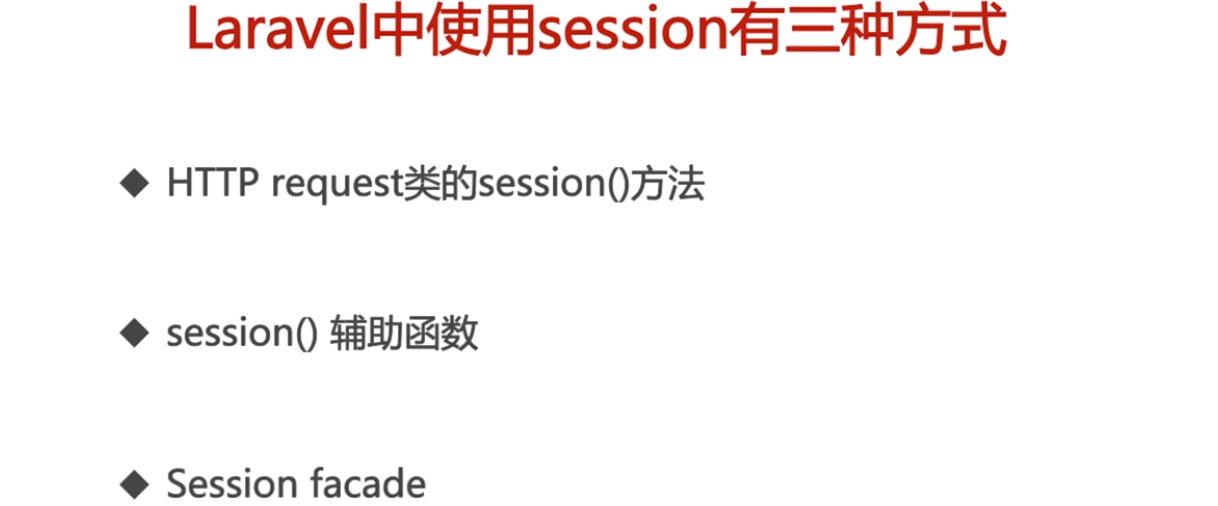 Laravel中使用session有三种方式
◆ HTTP request类的session()方法
◆ session() 辅助函数
◆ Session facade